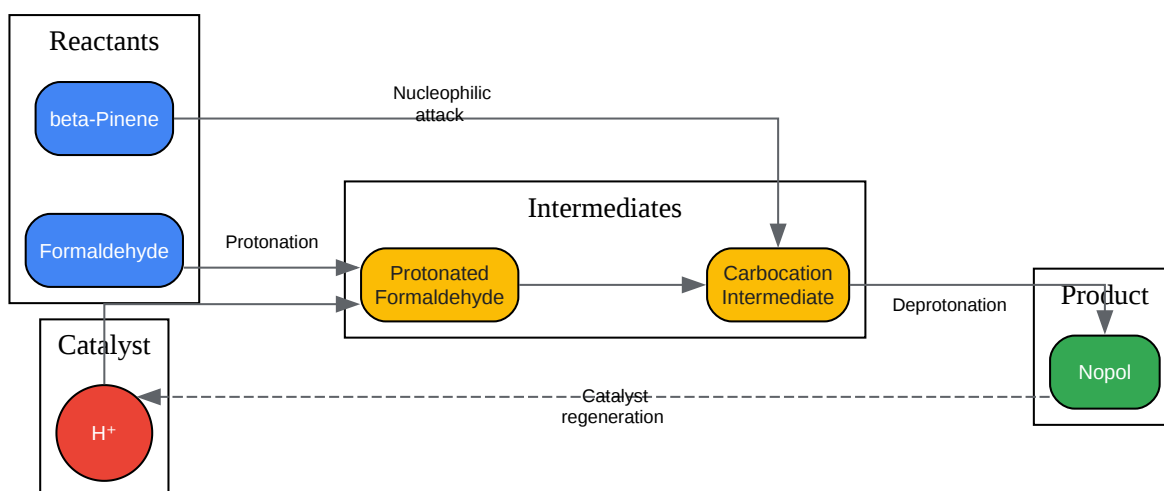 Reactants
beta-Pinene
Nucleophilic
attack
Formaldehyde
Protonation
Intermediates
Protonated
Formaldehyde
Carbocation
Intermediate
Deprotonation
Product
Nopol
Catalyst
H⁺
Catalyst
regeneration